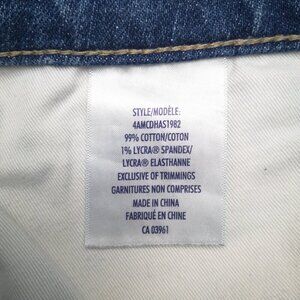 STYLE/MODÈLE:
4AMCDHAS1982
99% COTTON/COTON
1% LYCRA® SPANDEX/
LYCRA® ELASTHANNE
EXCLUSIVE OF TRIMMINGS
GARNITURES NON COMPRISES
MADE IN CHINA
FABRIQUÉ EN CHINE
CA 03961